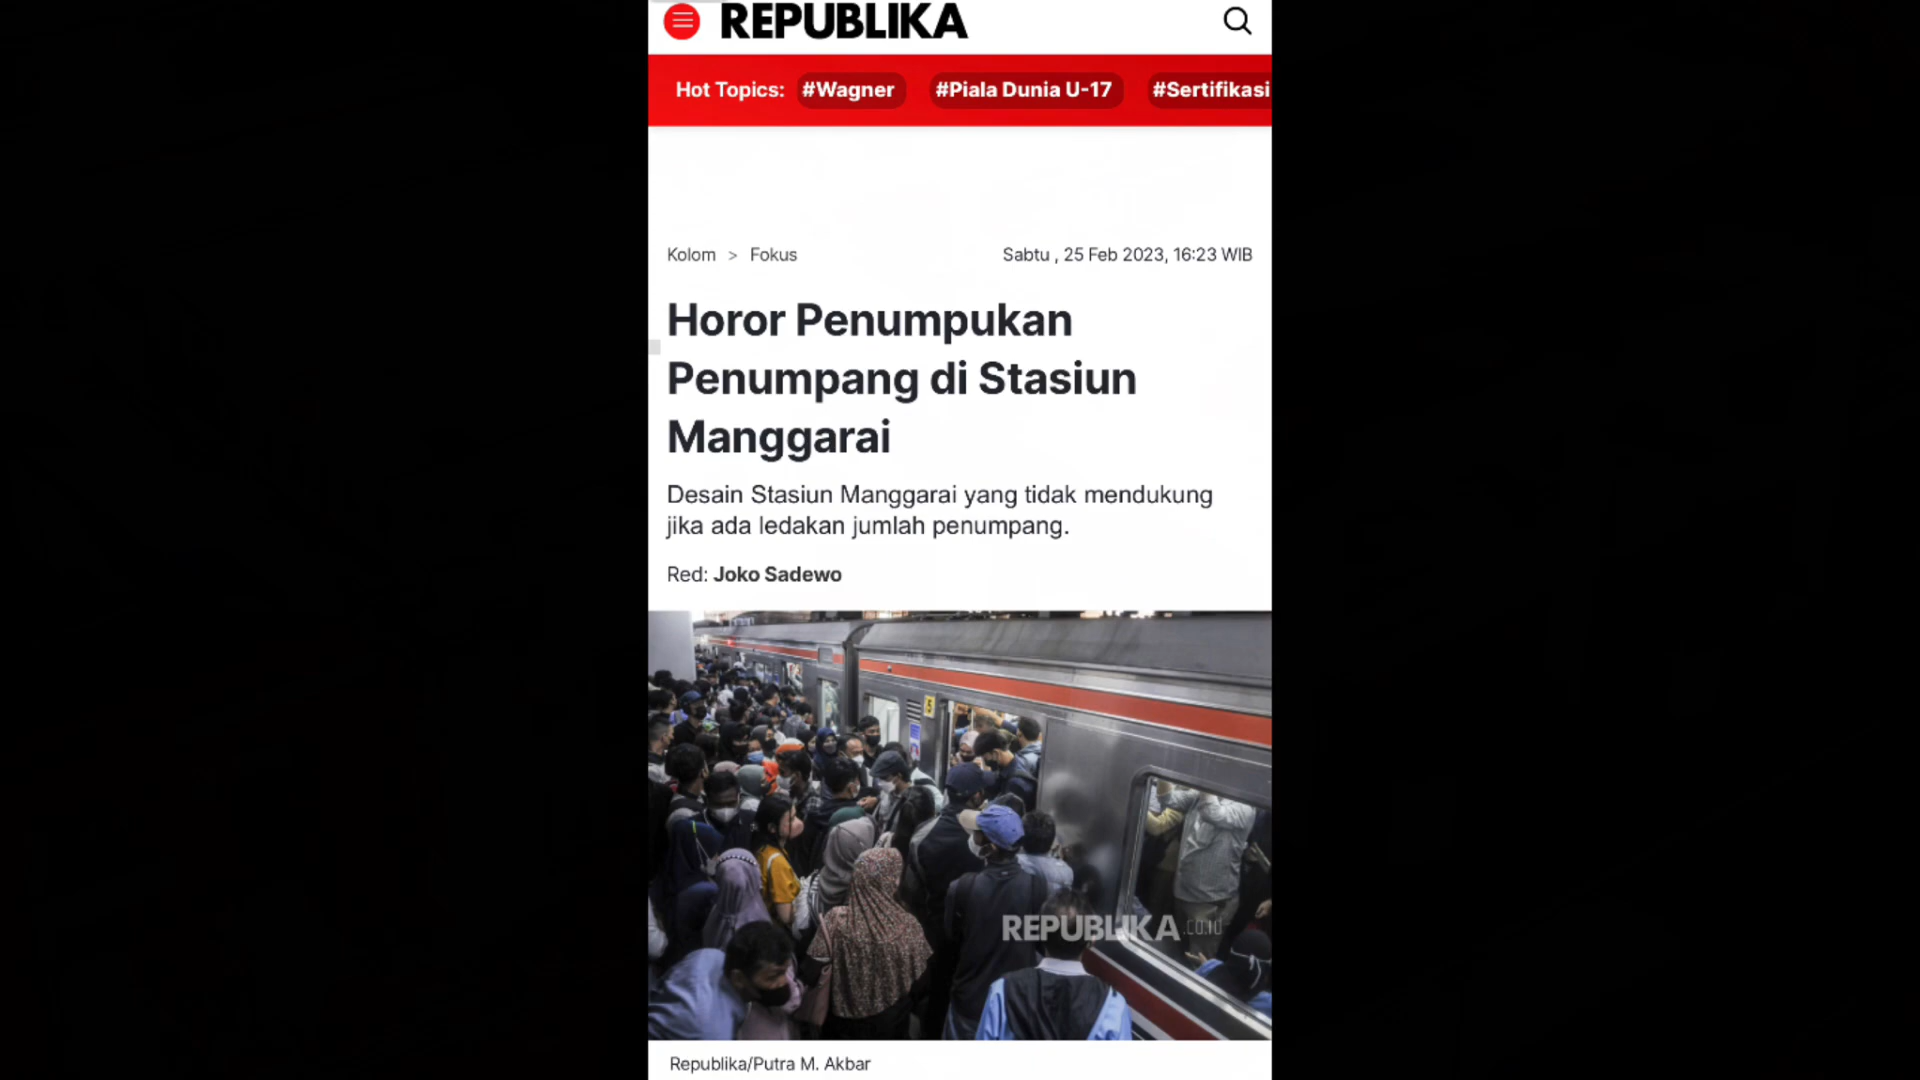 REPUBLIKA
Hot Topics: #Wagner #Piala Dunia U-17 #Sertifikasi
Kolom > Fokus Sabtu , 25 Feb 2023, 16:23 WIB
Horor Penumpukan
Penumpang di Stasiun
Manggarai
Desain Stasiun Manggarai yang tidak mendukung
jika ada ledakan jumlah penumpang.
Red: Joko Sadewo
5
REPUBLIKA.co.id
Republika/Putra M. Akbar